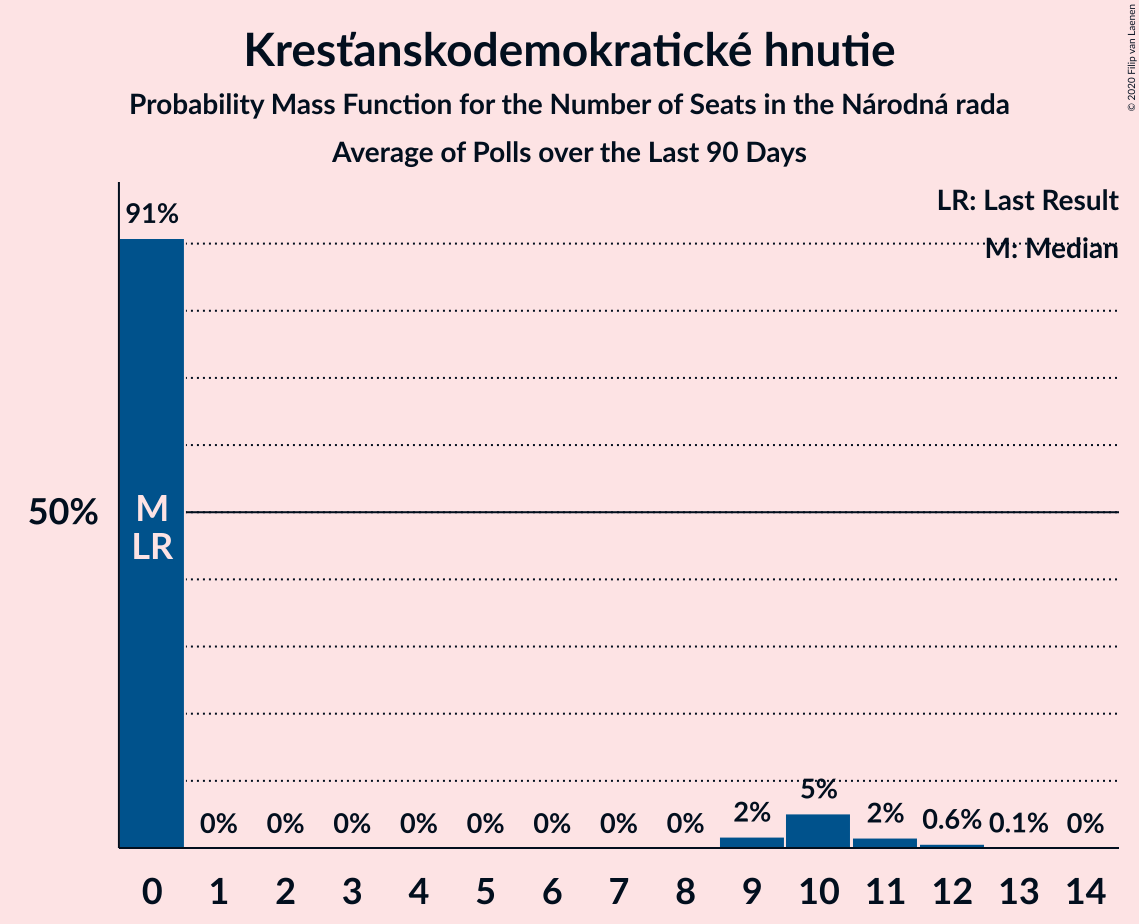 Kresťanskodemokratické hnutie
Probability Mass Function for the Number of Seats in the Národná rada
Average of Polls over the Last 90 Days
© 2020 Filip van Laenen
LR: Last Result
M: Median
91%
50%
M
LR
0% 0% 0% 0% 0% 0% 0% 0% 2% 5% 2% 0.6% 0.1% 0%
0 1 2 3 4 5 6 7 8 9 10 11 12 13 14